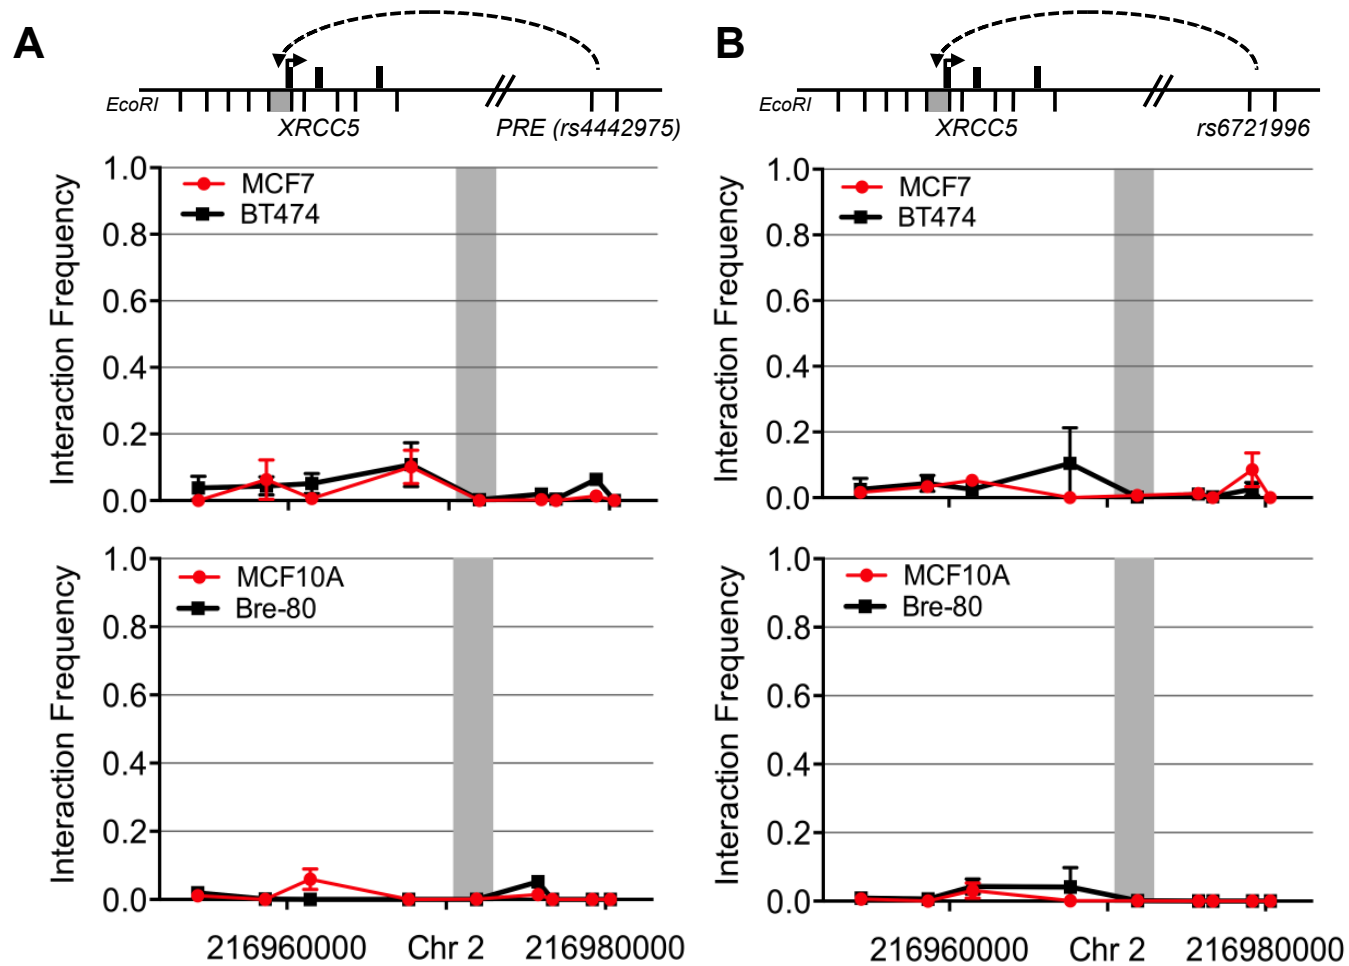 A
EcoRI
XRCC5
PRE (rs4442975)
1.0
0.8
0.6
0.4
0.2
0.0
Interaction Frequency
MCF7
BT474
1.0
0.8
0.6
0.4
0.2
0.0
Interaction Frequency
MCF10A
Bre-80
216960000 Chr 2 216980000
B
EcoRI
XRCC5
rs6721996
1.0
0.8
0.6
0.4
0.2
0.0
Interaction Frequency
MCF7
BT474
1.0
0.8
0.6
0.4
0.2
0.0
Interaction Frequency
MCF10A
Bre-80
216960000 Chr 2 216980000